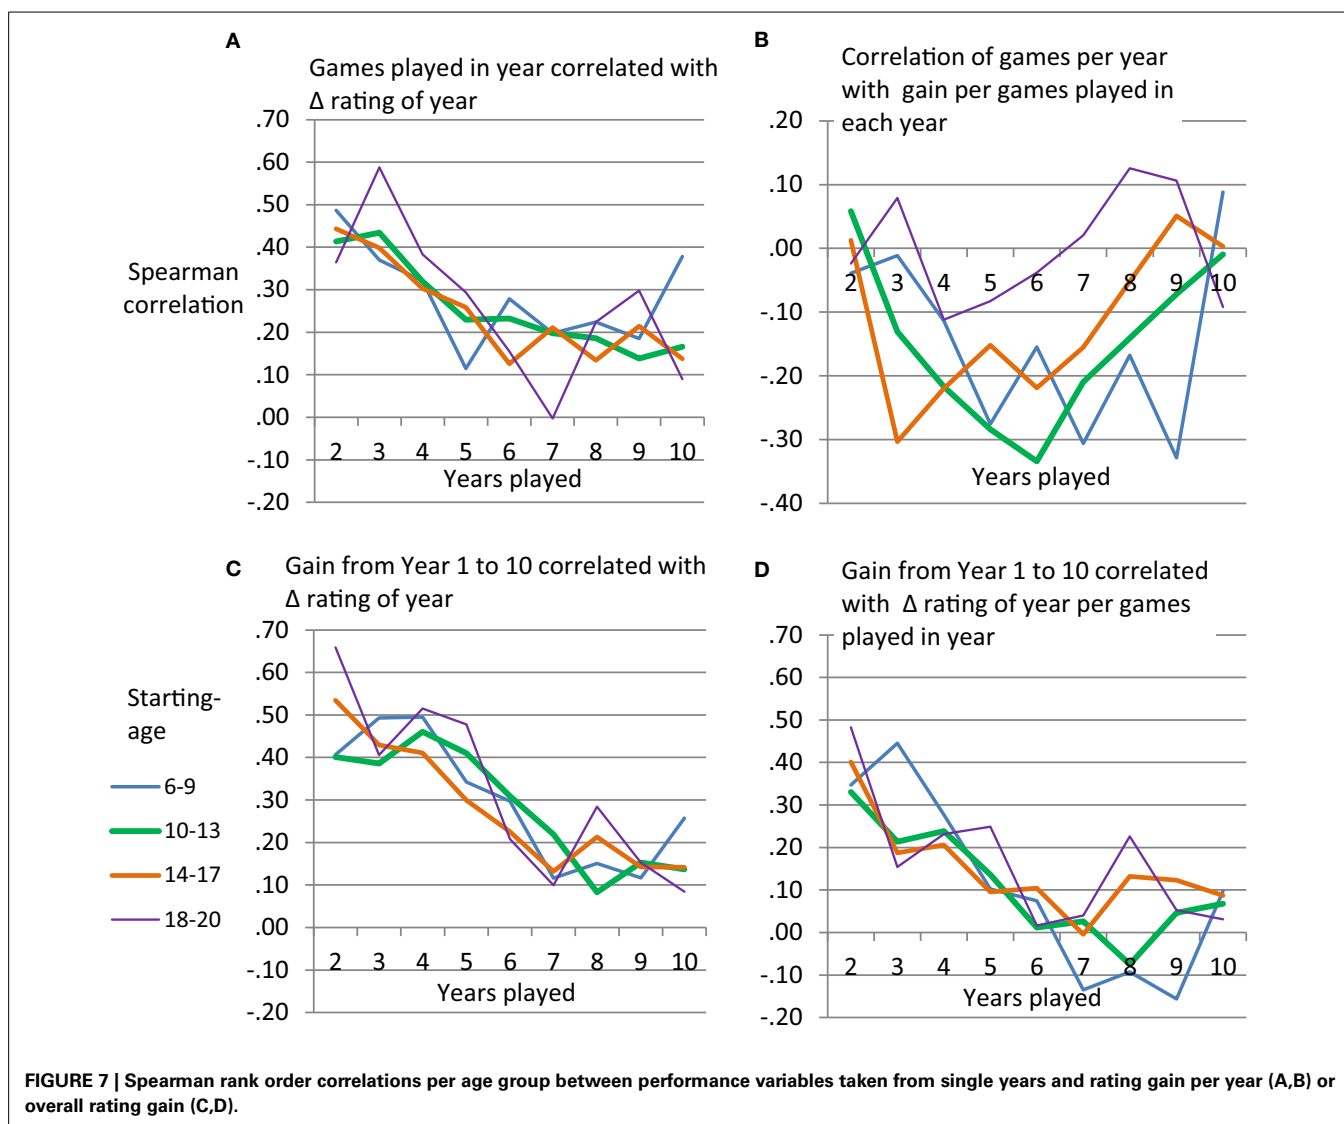 A
Games played in year correlated with
Δ rating of year
.70
.60
.50
.40
.30
.20
.10
.00
-.10
-.20
Spearman
correlation
2 3 4 5 6 7 8 9 10
Years played
B
Correlation of games per year
with gain per games played in
each year
.20
.10
.00
-.10
-.20
-.30
-.40
2 3 4 5 6 7 8 9 10
Years played
C
Gain from Year 1 to 10 correlated with
Δ rating of year
.70
.60
.50
.40
.30
.20
.10
.00
-.10
-.20
2 3 4 5 6 7 8 9 10
Years played
Starting-
age
6-9
10-13
14-17
18-20
D
Gain from Year 1 to 10 correlated
with Δ rating of year per games
played in year
.70
.60
.50
.40
.30
.20
.10
.00
-.10
-.20
2 3 4 5 6 7 8 9 10
Years played
FIGURE 7 | Spearman rank order correlations per age group between performance variables taken from single years and rating gain per year (A,B) or
overall rating gain (C,D).